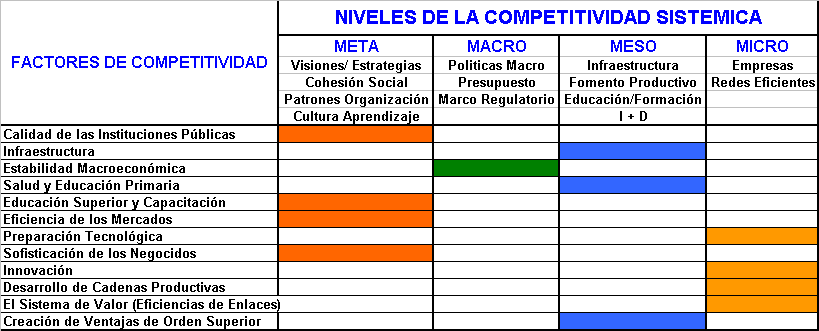 NIVELES DE LA COMPETITIVIDAD SISTEMICA
FACTORES DE COMPETITIVIDAD
META MACRO MESO MICRO
Visiones/ Estrategias Politicas Macro Infraestructura Empresas
Cohesión Social Presupuesto Fomento Productivo Redes Eficientes
Patrones Organización Marco Regulatorio Educación/Formación
Cultura Aprendizaje I + D
Calidad de las Instituciones Públicas
Infraestructura
Estabilidad Macroeconómica
Salud y Educación Primaria
Educación Superior y Capacitación
Eficiencia de los Mercados
Preparación Tecnológica
Sofisticación de los Negocidos
Innovación
Desarrollo de Cadenas Productivas
El Sistema de Valor (Eficiencias de Enlaces)
Creación de Ventajas de Orden Superior